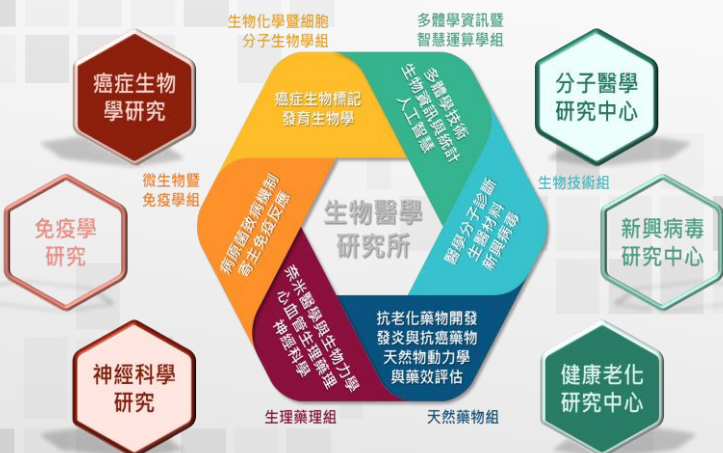 生物化學暨細胞
分子生物學組
多體學資訊暨
智慧運算學組
癌症生物
學研究
癌症生物標記
發育生物學
多體學技術
生物資訊與統計
人工智慧
分子醫學
研究中心
微生物暨
免疫學組
生物技術組
免疫學
研究
病原菌致病機制
寄主免疫反應
生物醫學
研究所
醫學分子診斷
生醫材料
新興病毒
新興病毒
研究中心
神經科學
研究
奈米醫學與生物力學
心血管生理藥理
神經科學
抗老化藥物開發
發炎與抗癌藥物
天然物動力學
與藥效評估
健康老化
研究中心
生理藥理組
天然藥物組